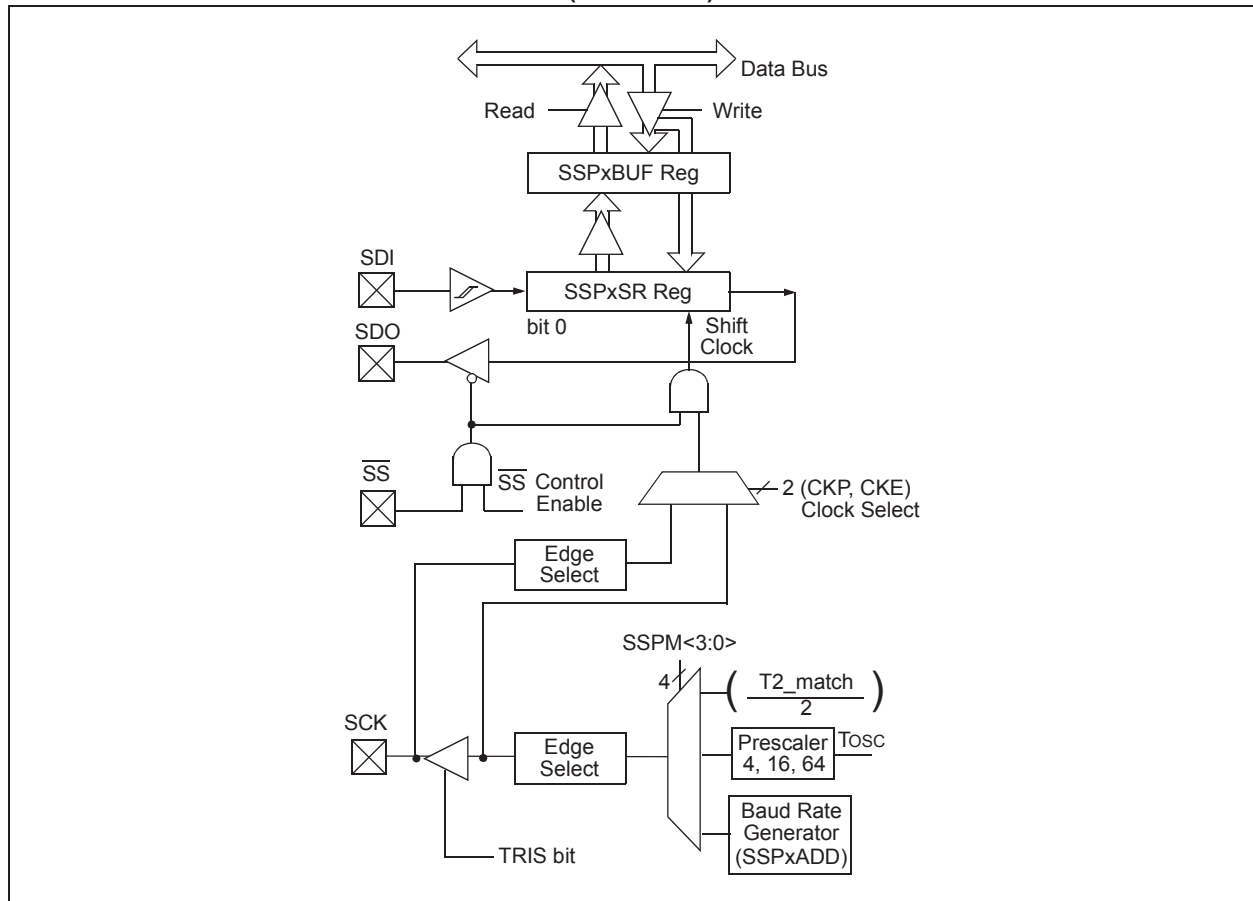 Data Bus
Read
Write
SSPxBUF Reg
SDI
SSPxSR Reg
bit 0
Shift
Clock
SDO
SS
SS Control
Enable
2 (CKP, CKE)
Clock Select
Edge
Select
SSPM<3:0>
4
( T2_match
2 )
SCK
Edge
Select
Prescaler
4, 16, 64
TOSC
Baud Rate
Generator
(SSPxADD)
TRIS bit